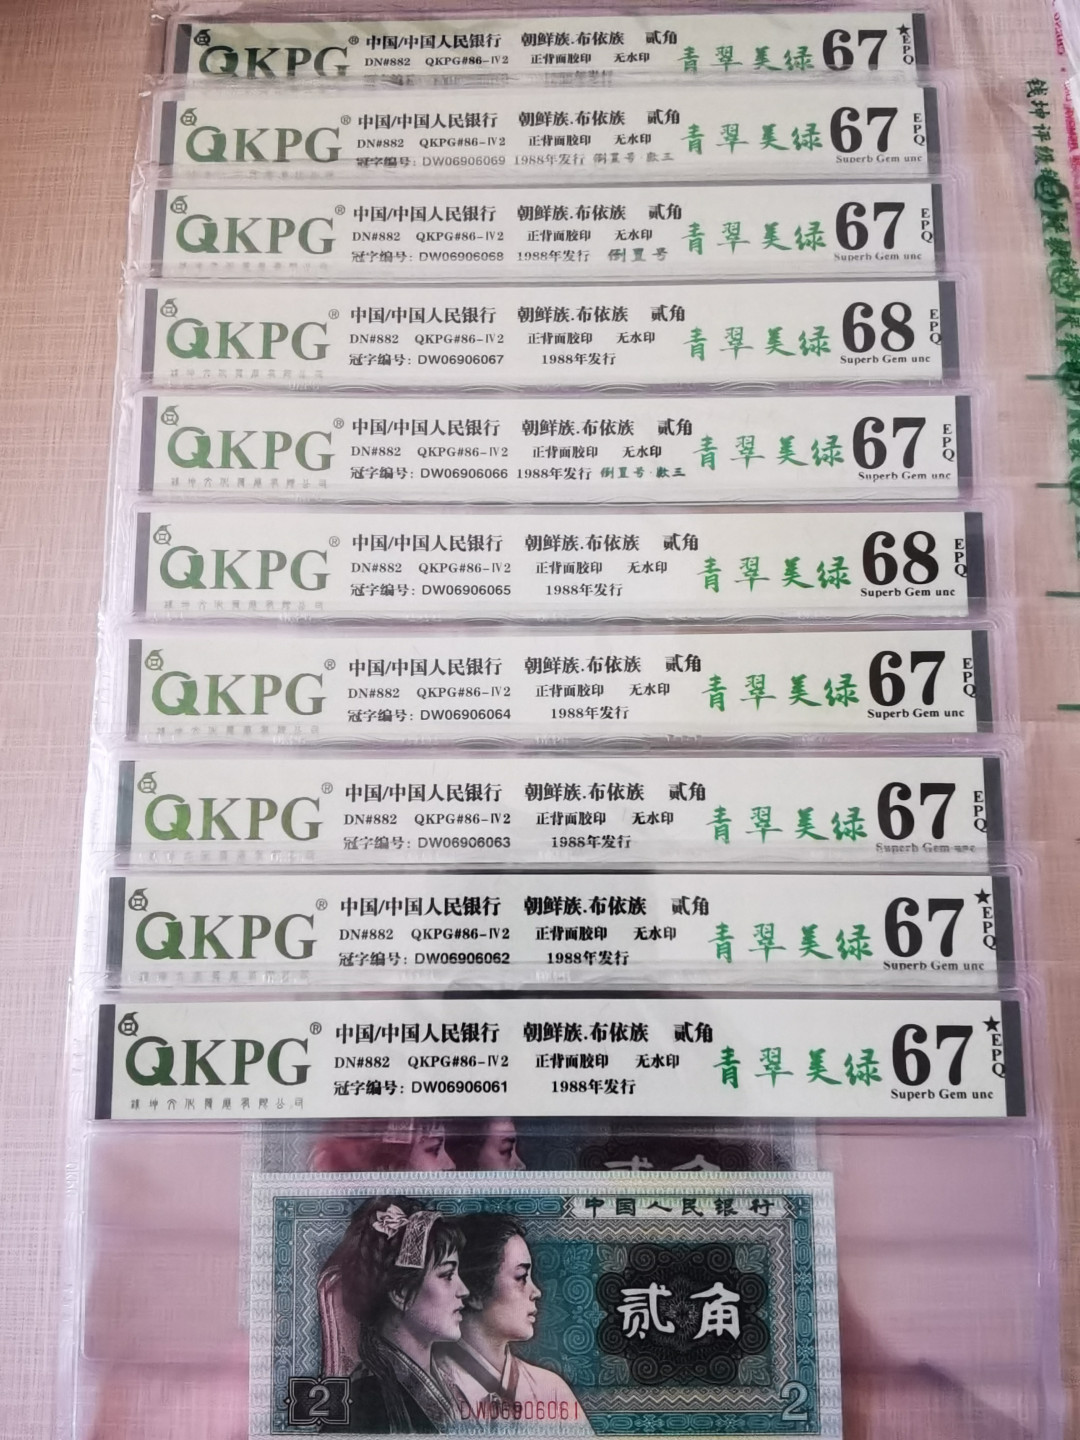 QKPG® 中国/中国人民银行 朝鲜族.布依族 贰角 青翠美绿 67 ★EPQ
DN#882 QKPG#86-IV2 正背面胶印 无水印
QKPG® 中国/中国人民银行 朝鲜族.布依族 贰角 青翠美绿 67 EPQ
DN#882 QKPG#86-IV2 正背面胶印 无水印
冠字编号: DW06906069 1988年发行 倒置号·豹三 Superb Gem unc
QKPG® 中国/中国人民银行 朝鲜族.布依族 贰角 青翠美绿 67 EPQ
DN#882 QKPG#86-IV2 正背面胶印 无水印
冠字编号: DW06906068 1988年发行 倒置号 Superb Gem unc
QKPG® 中国/中国人民银行 朝鲜族.布依族 贰角 青翠美绿 68 EPQ
DN#882 QKPG#86-IV2 正背面胶印 无水印
冠字编号: DW06906067 1988年发行 Superb Gem unc
QKPG® 中国/中国人民银行 朝鲜族.布依族 贰角 青翠美绿 67 EPQ
DN#882 QKPG#86-IV2 正背面胶印 无水印
冠字编号: DW06906066 1988年发行 倒置号·豹三 Superb Gem unc
QKPG® 中国/中国人民银行 朝鲜族.布依族 贰角 青翠美绿 68 EPQ
DN#882 QKPG#86-IV2 正背面胶印 无水印
冠字编号: DW06906065 1988年发行 Superb Gem unc
QKPG® 中国/中国人民银行 朝鲜族.布依族 贰角 青翠美绿 67 EPQ
DN#882 QKPG#86-IV2 正背面胶印 无水印
冠字编号: DW06906064 1988年发行 Superb Gem unc
QKPG® 中国/中国人民银行 朝鲜族.布依族 贰角 青翠美绿 67 EPQ
DN#882 QKPG#86-IV2 正背面胶印 无水印
冠字编号: DW06906063 1988年发行 Superb Gem unc
QKPG® 中国/中国人民银行 朝鲜族.布依族 贰角 青翠美绿 67 ★EPQ
DN#882 QKPG#86-IV2 正背面胶印 无水印
冠字编号: DW06906062 1988年发行 Superb Gem unc
QKPG® 中国/中国人民银行 朝鲜族.布依族 贰角 青翠美绿 67 ★EPQ
DN#882 QKPG#86-IV2 正背面胶印 无水印
冠字编号: DW06906061 1988年发行 Superb Gem unc
贰角
中国人民银行
贰角
2 DW06906061 2
钱坤评级